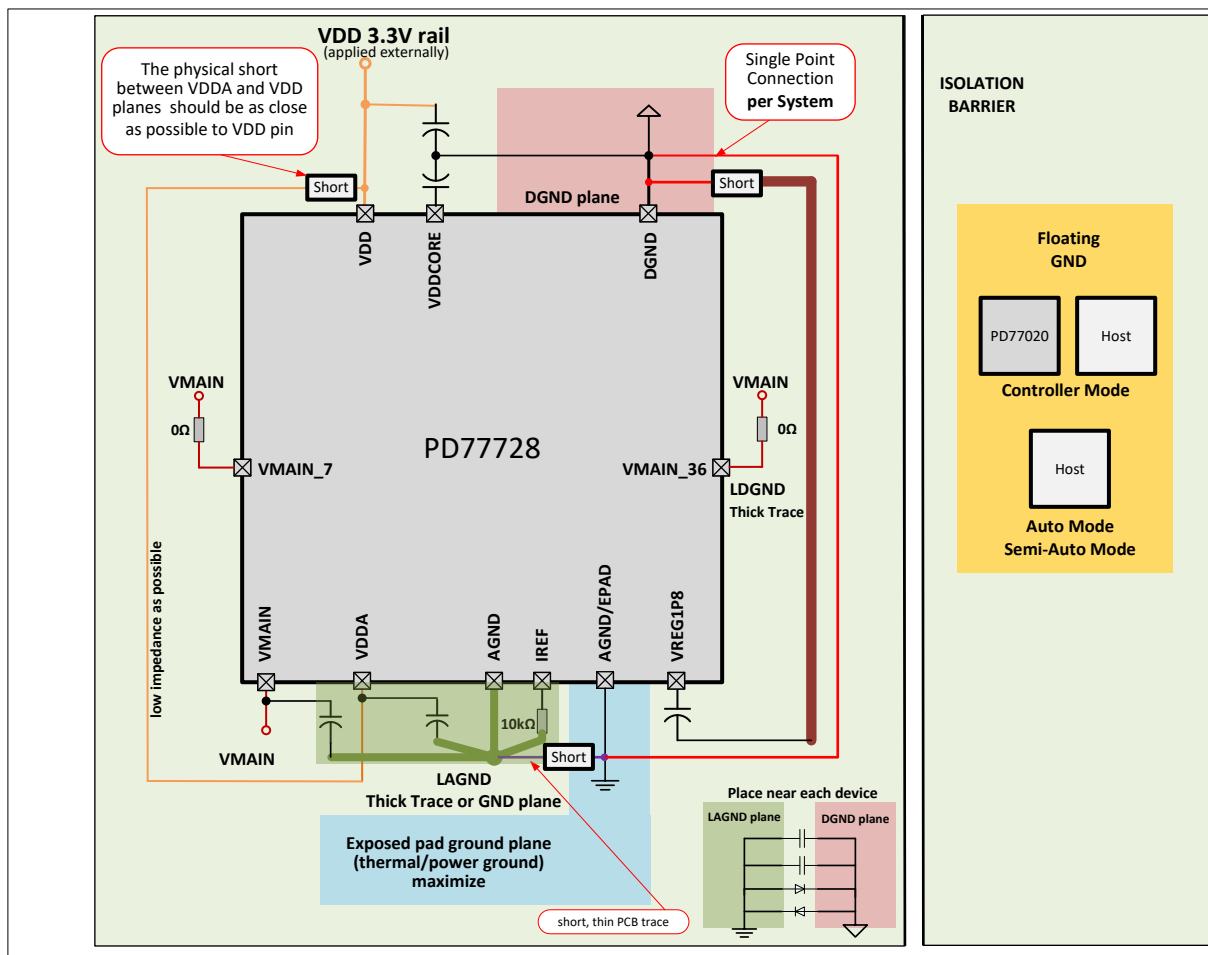 VDD 3.3V rail
(applied externally)
The physical short
between VDDA and VDD
planes should be as close
as possible to VDD pin
Single Point
Connection
per System
Short
Short
DGND plane
VDD
VDDCORE
DGND
VMAIN
0Ω
VMAIN_7
PD77728
VMAIN
0Ω
VMAIN_36
LDGND
Thick Trace
low impedance as possible
VMAIN
VDDA
AGND
IREF
AGND/EPAD
VREG1P8
10kΩ
Short
VMAIN
LAGND
Thick Trace or GND plane
Exposed pad ground plane
(thermal/power ground)
maximize
short, thin PCB trace
Place near each device
LAGND plane
DGND plane
ISOLATION
BARRIER
Floating
GND
PD77020
Host
Controller Mode
Host
Auto Mode
Semi-Auto Mode